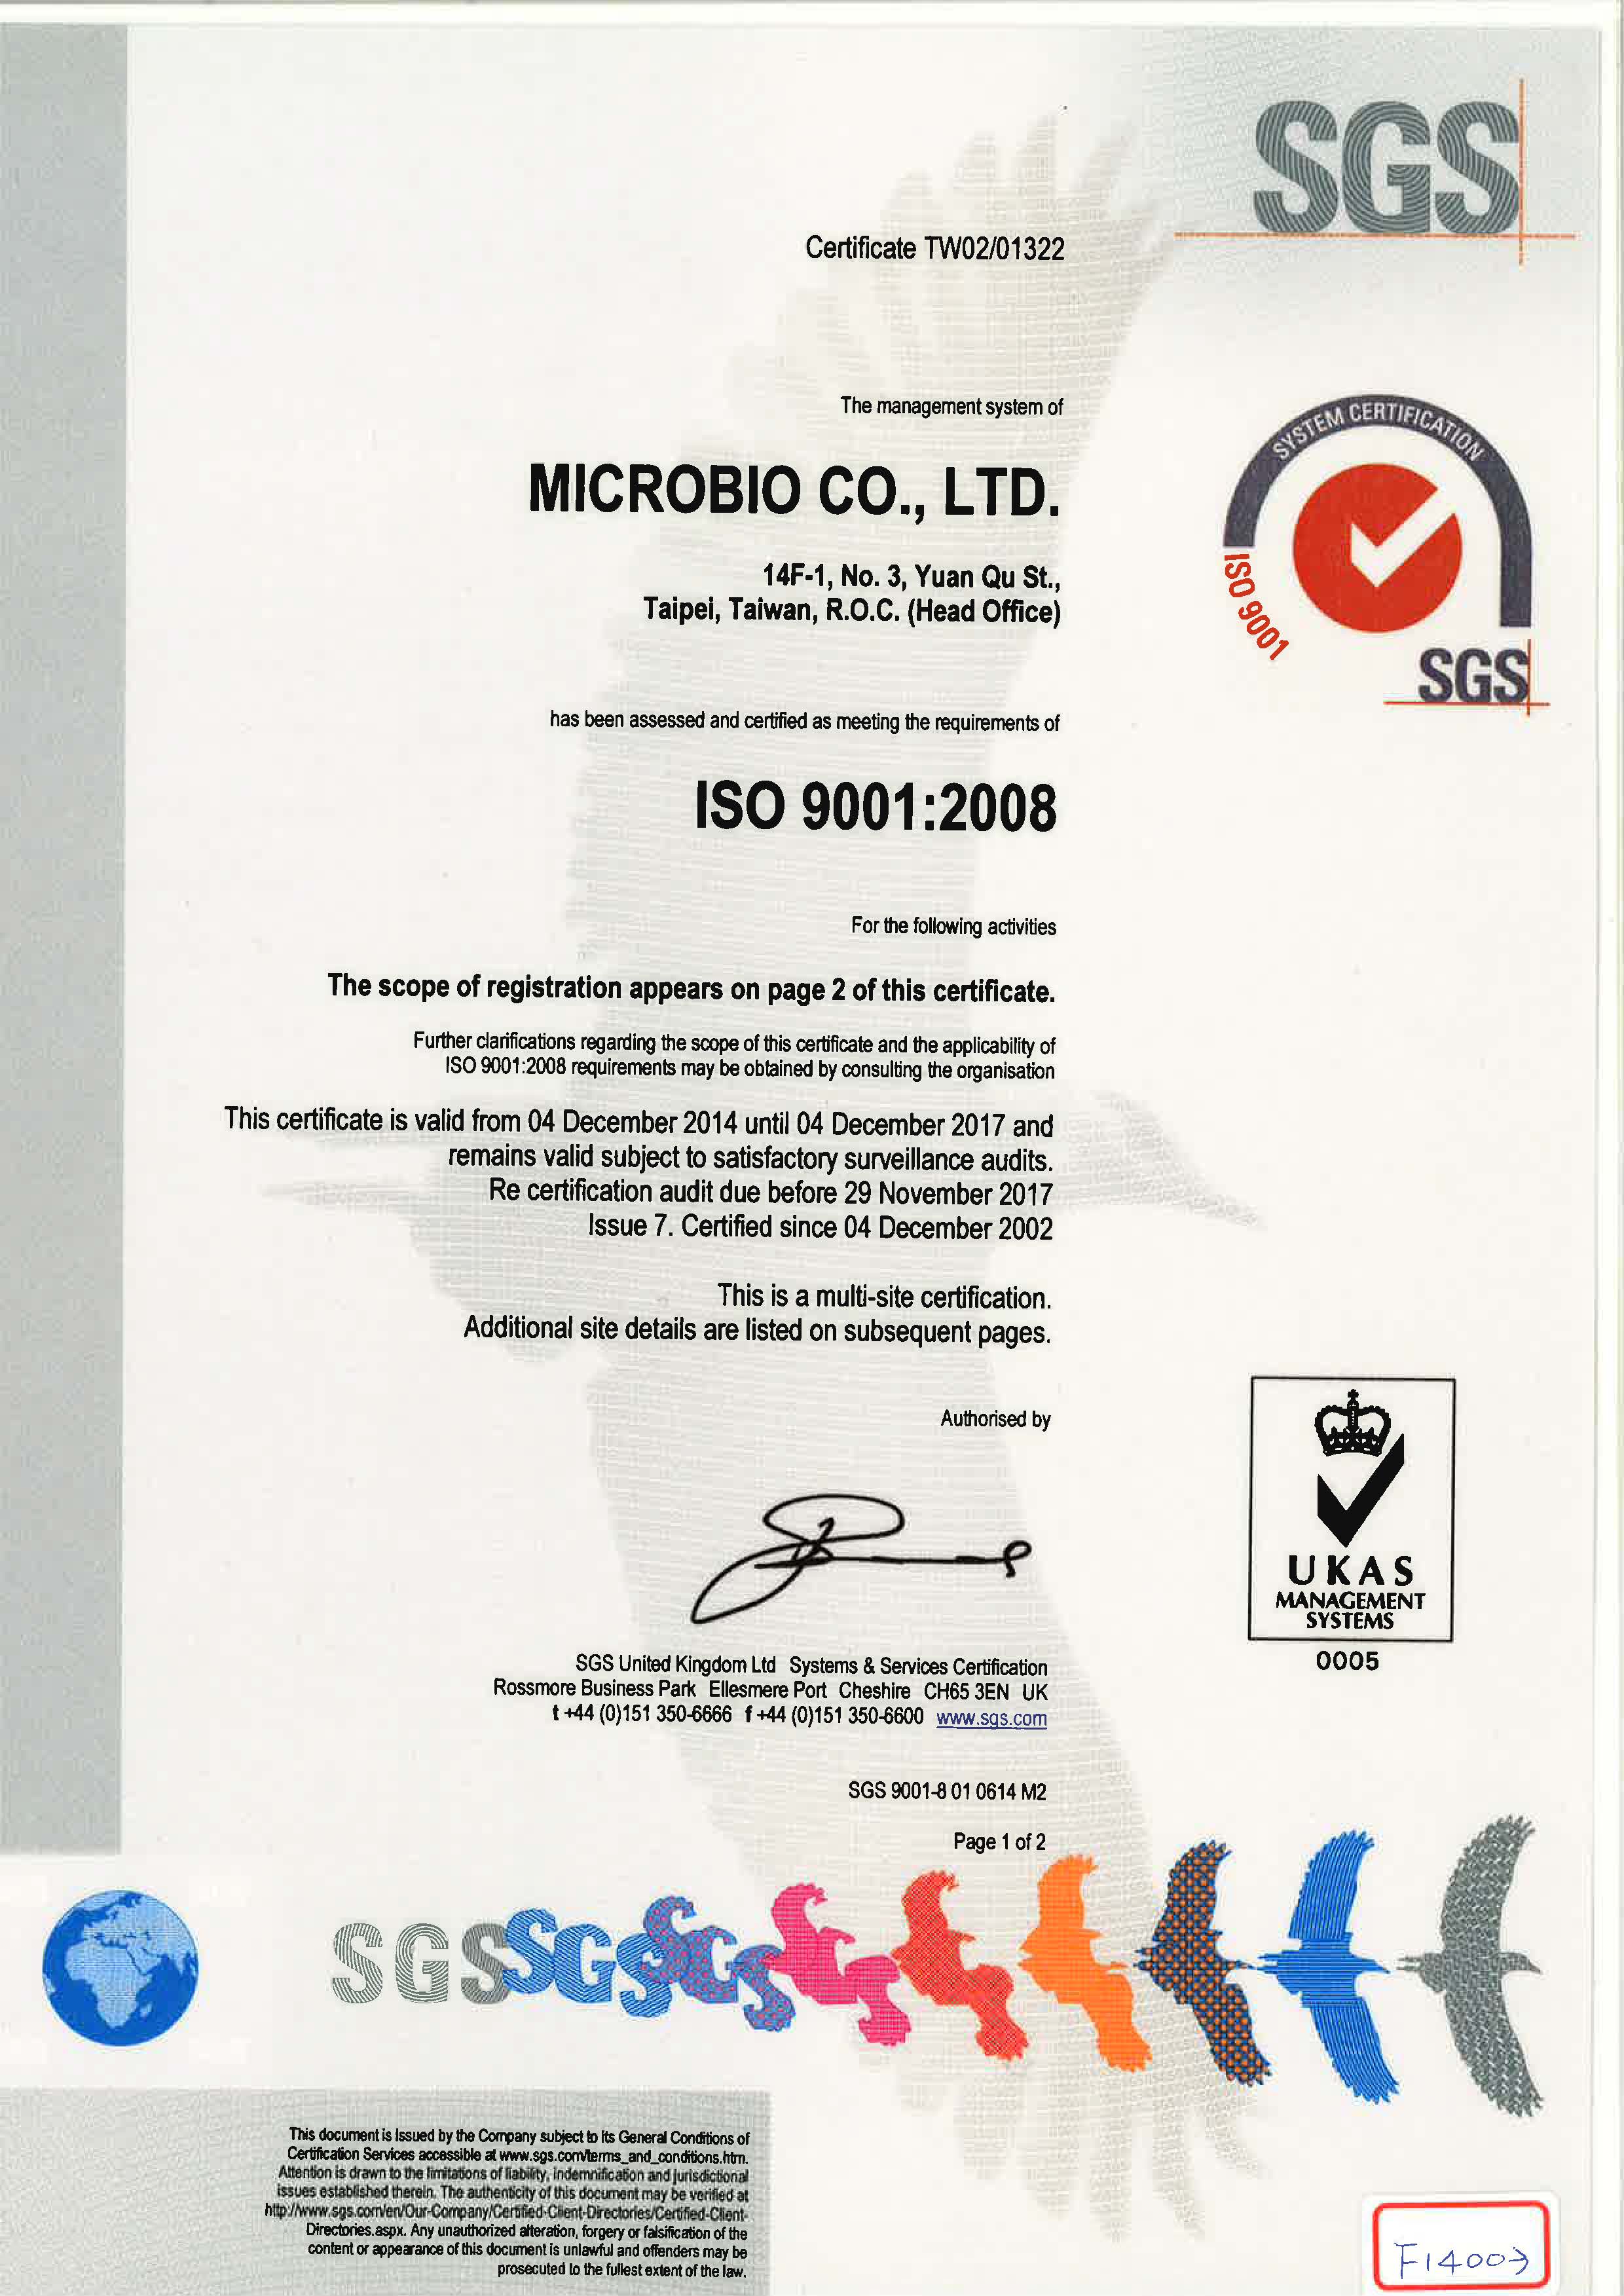 SGS
Certificate TW02/01322
The management system of
MICROBIO CO., LTD.
14F-1, No. 3, Yuan Qu St.,
Taipei, Taiwan, R.O.C. (Head Office)
SYSTEM CERTIFICATION
ISO 9001
SGS
has been assessed and certified as meeting the requirements of
ISO 9001:2008
For the following activities
The scope of registration appears on page 2 of this certificate.
Further clarifications regarding the scope of this certificate and the applicability of
ISO 9001:2008 requirements may be obtained by consulting the organisation
This certificate is valid from 04 December 2014 until 04 December 2017 and
remains valid subject to satisfactory surveillance audits.
Re certification audit due before 29 November 2017
Issue 7. Certified since 04 December 2002
This is a multi-site certification.
Additional site details are listed on subsequent pages.
Authorised by
UKAS
MANAGEMENT
SYSTEMS
0005
SGS United Kingdom Ltd Systems & Services Certification
Rossmore Business Park Ellesmere Port Cheshire CH65 3EN UK
t +44 (0)151 350-6666 f +44 (0)151 350-6600 www.sgs.com
SGS 9001-8 01 0614 M2
Page 1 of 2
SGS SGS SGS
This document is issued by the Company subject to its General Conditions of
Certification Services accessible at www.sgs.com/terms_and_conditions.htm.
Attention is drawn to the limitations of liability, indemnification and jurisdictional
issues established therein. The authenticity of this document may be verified at
http://www.sgs.com/en/Our-Company/Certified-Client-Directories/Certified-Client-
Directories.aspx. Any unauthorized alteration, forgery or falsification of the
content or appearance of this document is unlawful and offenders may be
prosecuted to the fullest extent of the law.
F14003